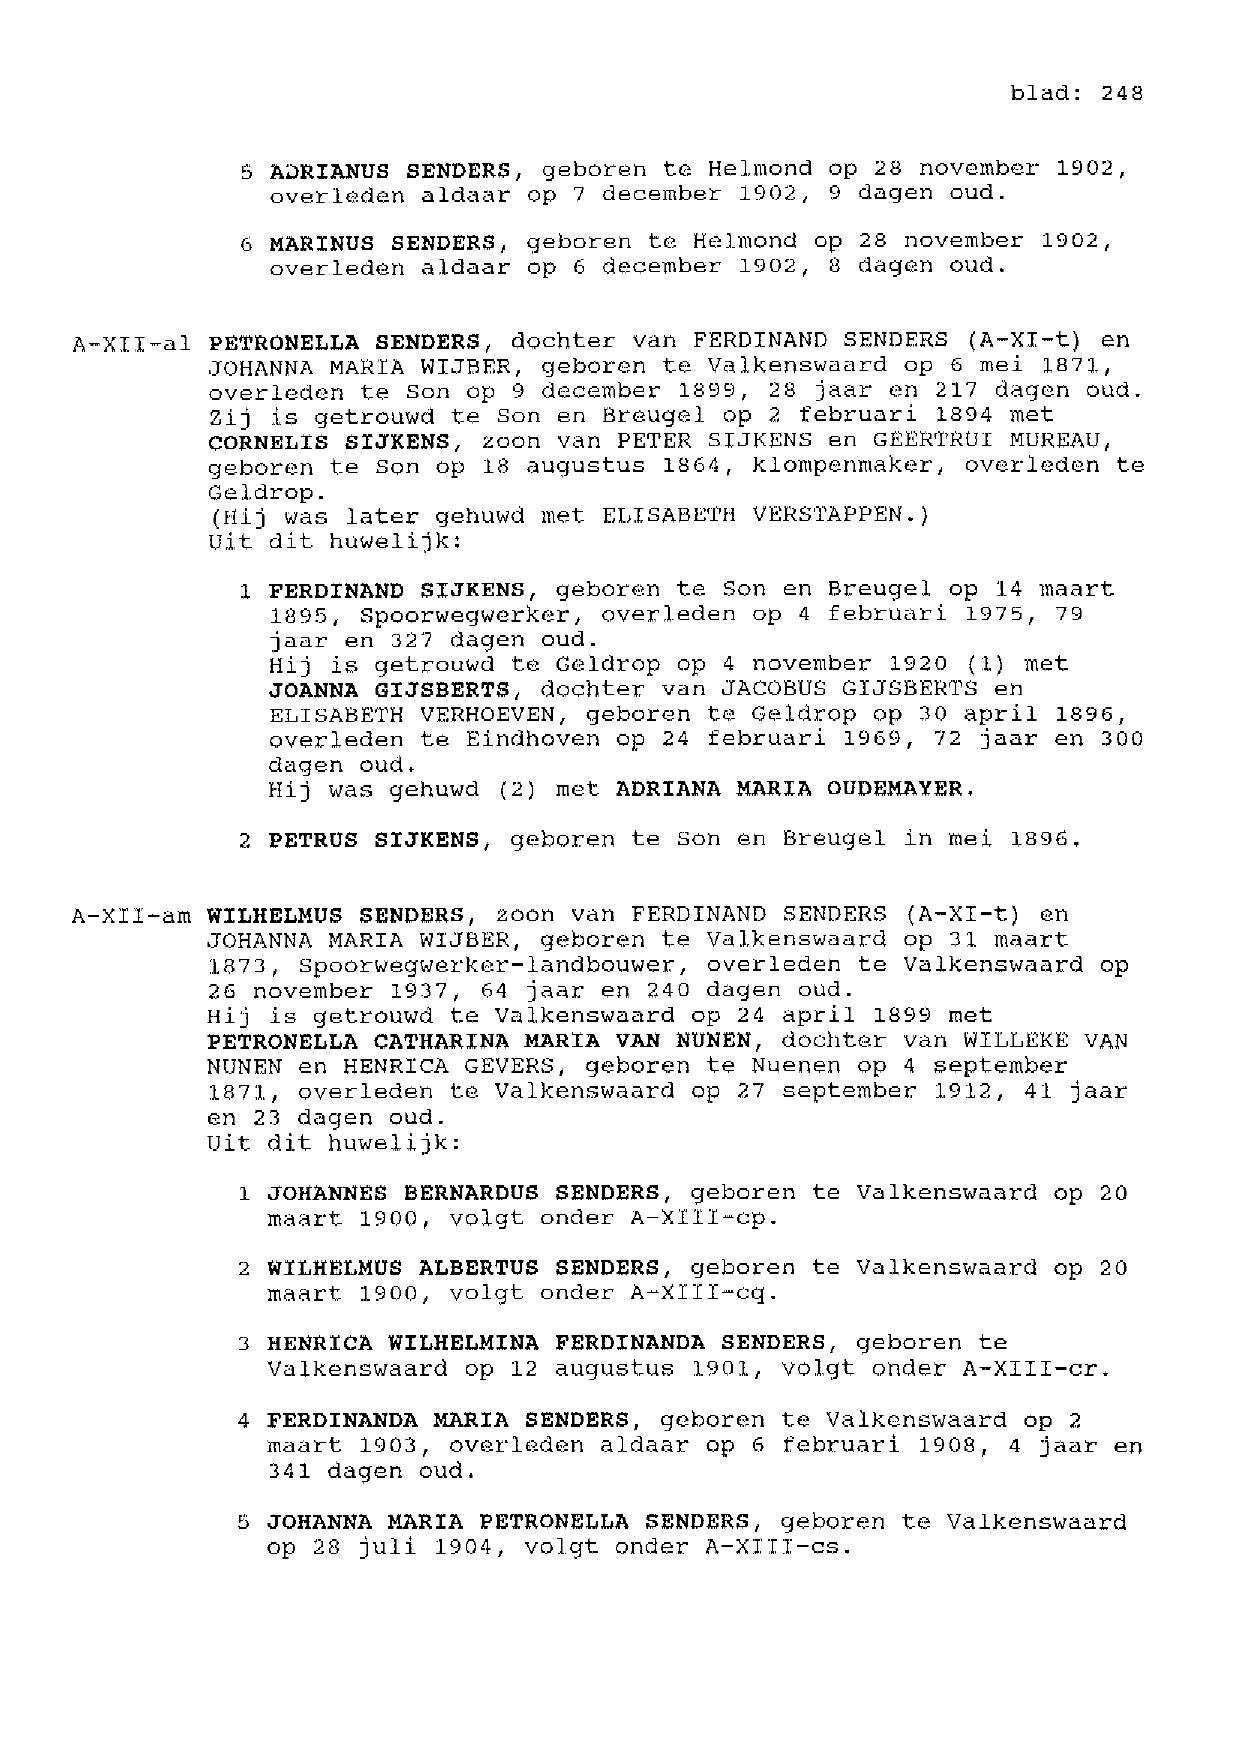 blad: 248
5 ADRIANUS SENDERS, geboren te Helmond op 28 november 1902,
overleden aldaar op 7 december 1902, 9 dagen oud.
6 MARINUS SENDERS, geboren te Helmond op 28 november 1902,
overleden aldaar op 6 december 1902, 8 dagen oud.
A-XII-al PETRONELLA SENDERS, dochter van FERDINAND SENDERS (A-XI-t) en
JOHANNA MARIA WIJBER, geboren te Valkenswaard op 6 mei 1871,
overleden te Son op 9 december 1899, 28 jaar en 217 dagen oud.
Zij is getrouwd te Son en Breugel op 2 februari 1894 met
CORNELIS SIJKENS, zoon van PETER SIJKENS en GEERTRUI MUREAU,
geboren te Son op 18 augustus 1864, klompenmaker, overleden te
Geldrop.
(Hij was later gehuwd met ELISABETH VERSTAPPEN.)
Uit dit huwelijk:
1 FERDINAND SIJKENS, geboren te Son en Breugel op 14 maart
1895, Spoorwegwerker, overleden op 4 februari 1975, 79
jaar en 327 dagen oud.
Hij is getrouwd te Geldrop op 4 november 1920 (1) met
JOANNA GIJSBERTS, dochter van JACOBUS GIJSBERTS en
ELISABETH VERHOEVEN, geboren te Geldrop op 30 april 1896,
overleden te Eindhoven op 24 februari 1969, 72 jaar en 300
dagen oud.
Hij was gehuwd (2) met ADRIANA MARIA OUDEMAYER.
2 PETRUS SIJKENS, geboren te Son en Breugel in mei 1896.
A-XII-am WILHELMUS SENDERS, zoon van FERDINAND SENDERS (A-XI-t) en
JOHANNA MARIA WIJBER, geboren te Valkenswaard op 31 maart
1873, Spoorwegwerker-landbouwer, overleden te Valkenswaard op
26 november 1937, 64 jaar en 240 dagen oud.
Hij is getrouwd te Valkenswaard op 24 april 1899 met
PETRONELLA CATHARINA MARIA VAN NUNEN, dochter van WILLEKE VAN
NUNEN en HENRICA GEVERS, geboren te Nuenen op 4 september
1871, overleden te Valkenswaard op 27 september 1912, 41 jaar
en 23 dagen oud.
Uit dit huwelijk:
1 JOHANNES BERNARDUS SENDERS, geboren te Valkenswaard op 20
maart 1900, volgt onder A-XIII-cp.
2 WILHELMUS ALBERTUS SENDERS, geboren te Valkenswaard op 20
maart 1900, volgt onder A-XIII-cq.
3 HENRICA WILHELMINA FERDINANDA SENDERS, geboren te
Valkenswaard op 12 augustus 1901, volgt onder A-XIII-cr.
4 FERDINANDA MARIA SENDERS, geboren te Valkenswaard op 2
maart 1903, overleden aldaar op 6 februari 1908, 4 jaar en
341 dagen oud.
5 JOHANNA MARIA PETRONELLA SENDERS, geboren te Valkenswaard
op 28 juli 1904, volgt onder A-XIII-cs.